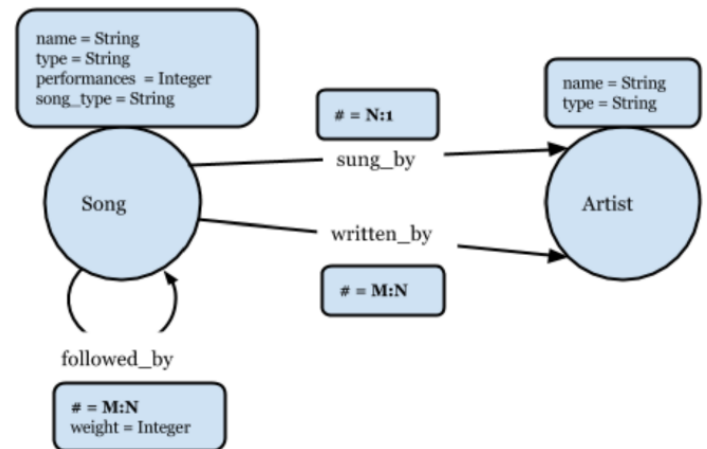 name = String
type = String
performances = Integer
song_type = String
name = String
type = String
# = N:1
sung_by
Song
Artist
written_by
# = M:N
followed_by
# = M:N
weight = Integer